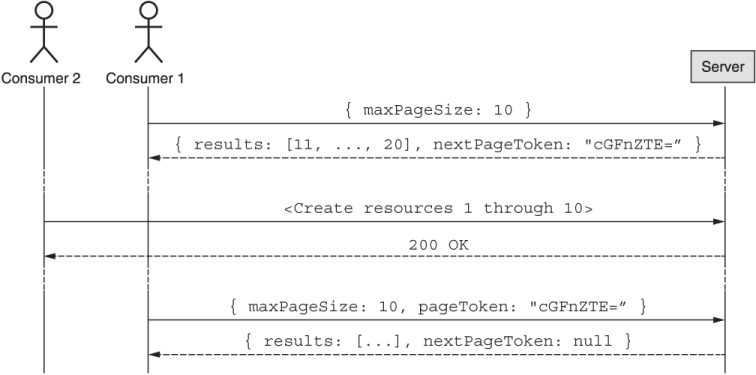 Consumer 2
Consumer 1
Server
{ maxPageSize: 10 }
{ results: [11, ..., 20], nextPageToken: "cGFnZTE=” }
<Create resources 1 through 10>
200 OK
{ maxPageSize: 10, pageToken: "cGFnZTE=” }
{ results: [...], nextPageToken: null }